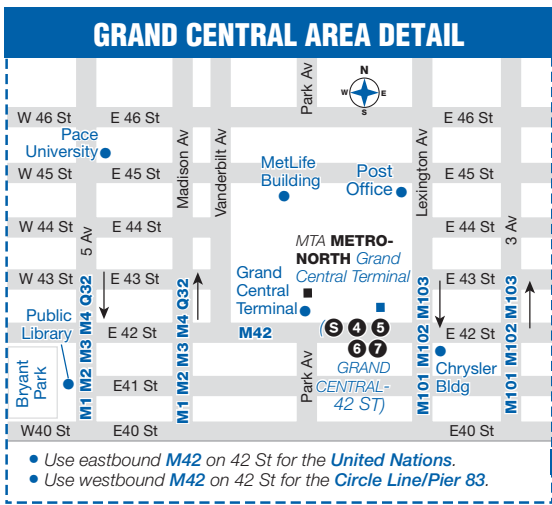 GRAND CENTRAL AREA DETAIL
N
W E
S
Park Av
W 46 St E 46 St E 46 St
Pace
University
Madison Av
Vanderbilt Av
Lexington Av
MetLife
Building
Post
Office
W 45 St E 45 St E 45 St
W 44 St E 44 St E 44 St
5 Av
3 Av
MTA METRO-
NORTH Grand
Central Terminal
W 43 St E 43 St E 43 St
Grand
Central
Terminal
Public
Library
M1 M2 M3 M4 Q32
M1 M2 M3 M4 Q32
M101 M102 M103
M101 M102 M103
E 42 St M42 E 42 St
(S 4 5
6 7
GRAND
CENTRAL-
42 ST)
Park Av
Chrysler
Bldg
Bryant
Park
E41 St
W40 St E40 St E40 St
• Use eastbound M42 on 42 St for the United Nations.
• Use westbound M42 on 42 St for the Circle Line/Pier 83.